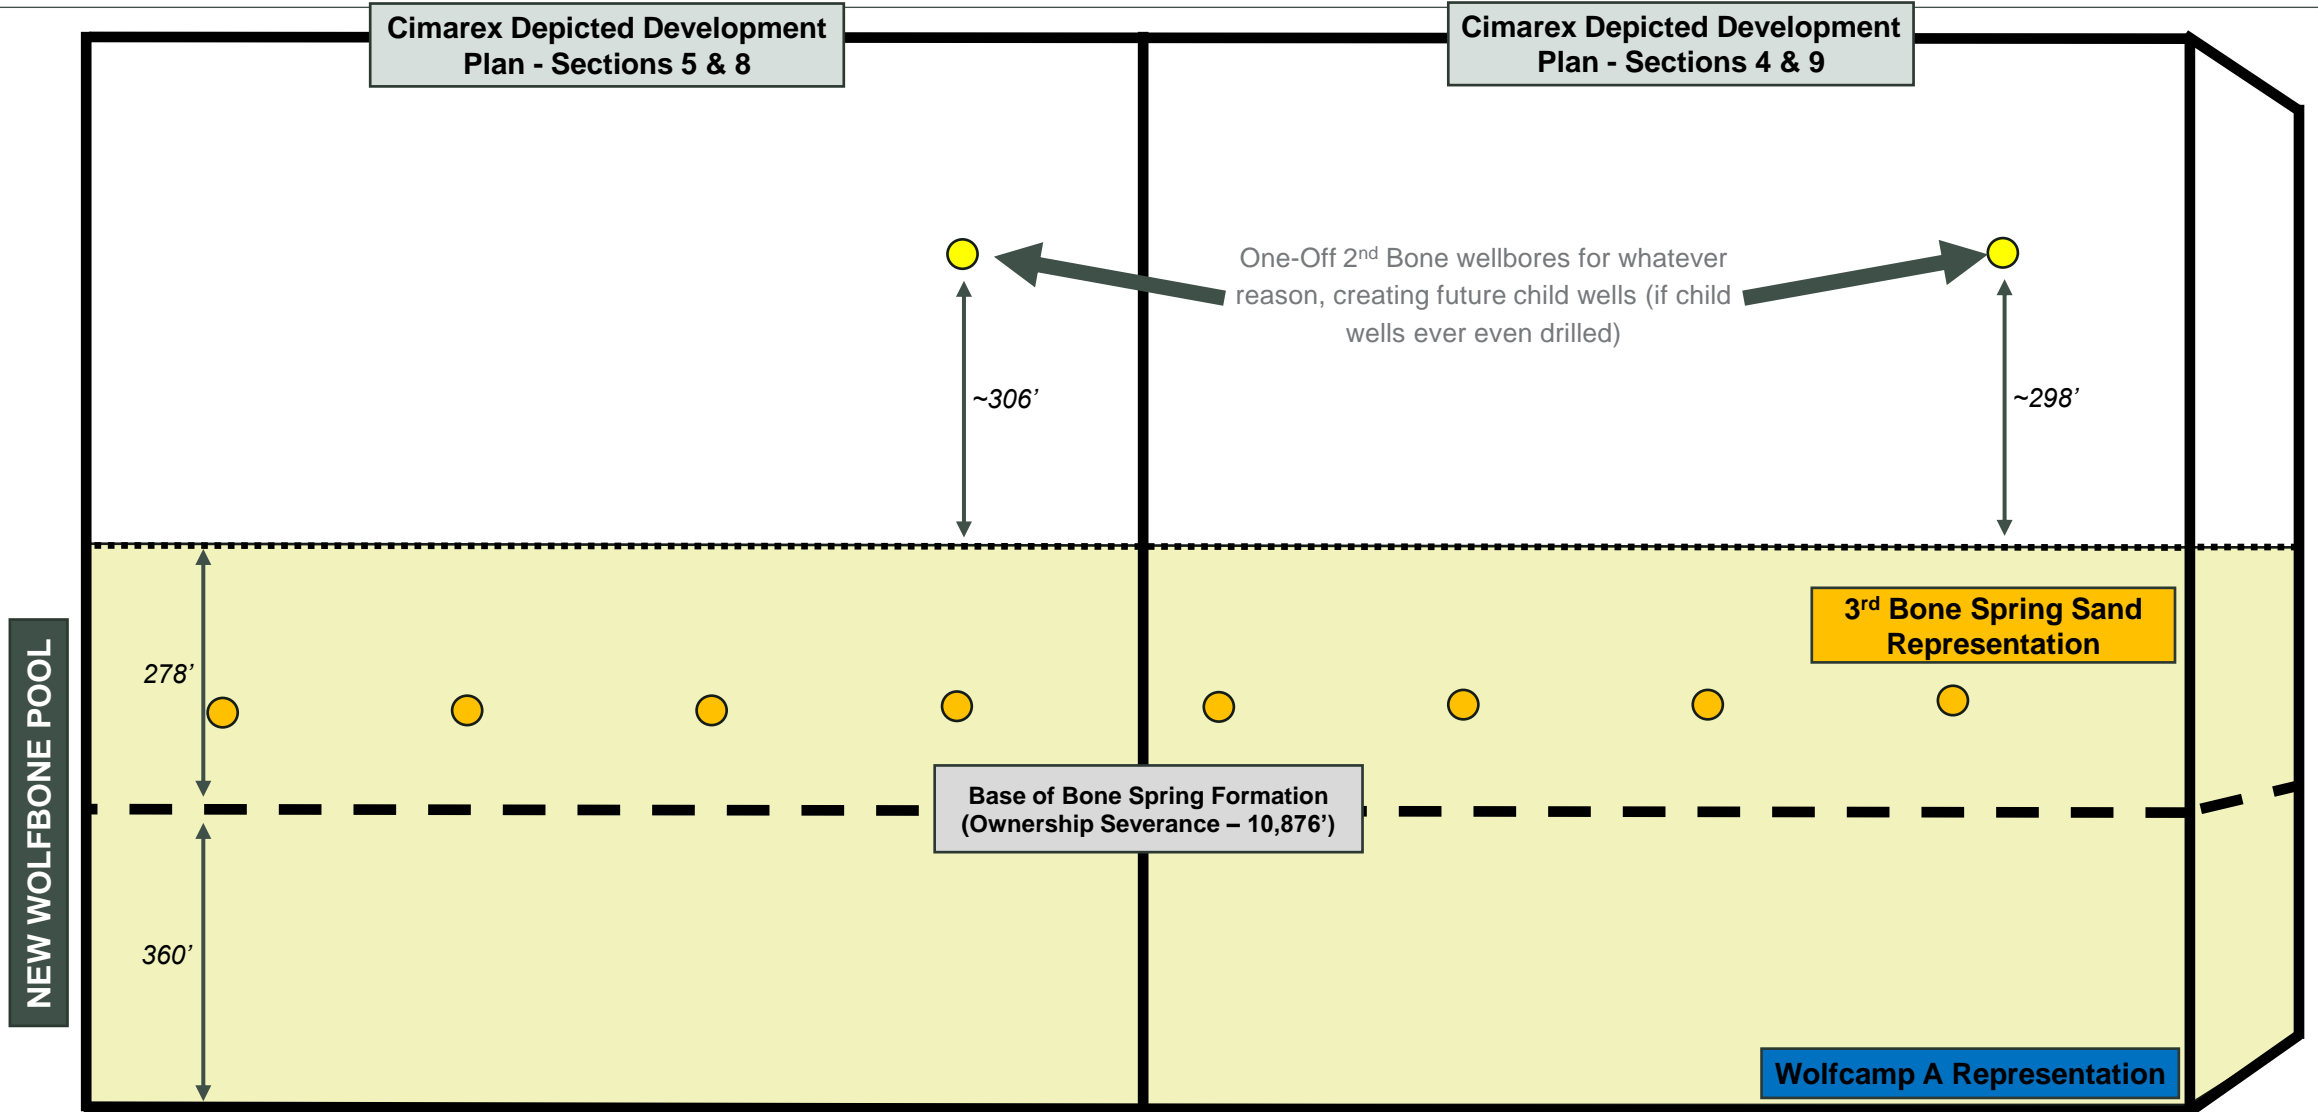 Cimarex Depicted Development
Plan - Sections 5 & 8
Cimarex Depicted Development
Plan - Sections 4 & 9
One-Off 2nd Bone wellbores for whatever
reason, creating future child wells (if child
wells ever even drilled)
~306’
~298’
3rd Bone Spring Sand
Representation
278’
NEW WOLFBONE POOL
Base of Bone Spring Formation
(Ownership Severance – 10,876’)
360’
Wolfcamp A Representation